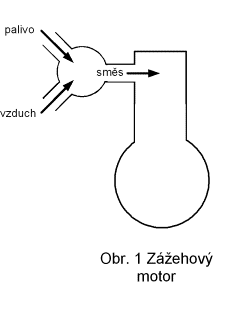 palivo
směs
vzduch
Obr. 1 Zážehový
motor